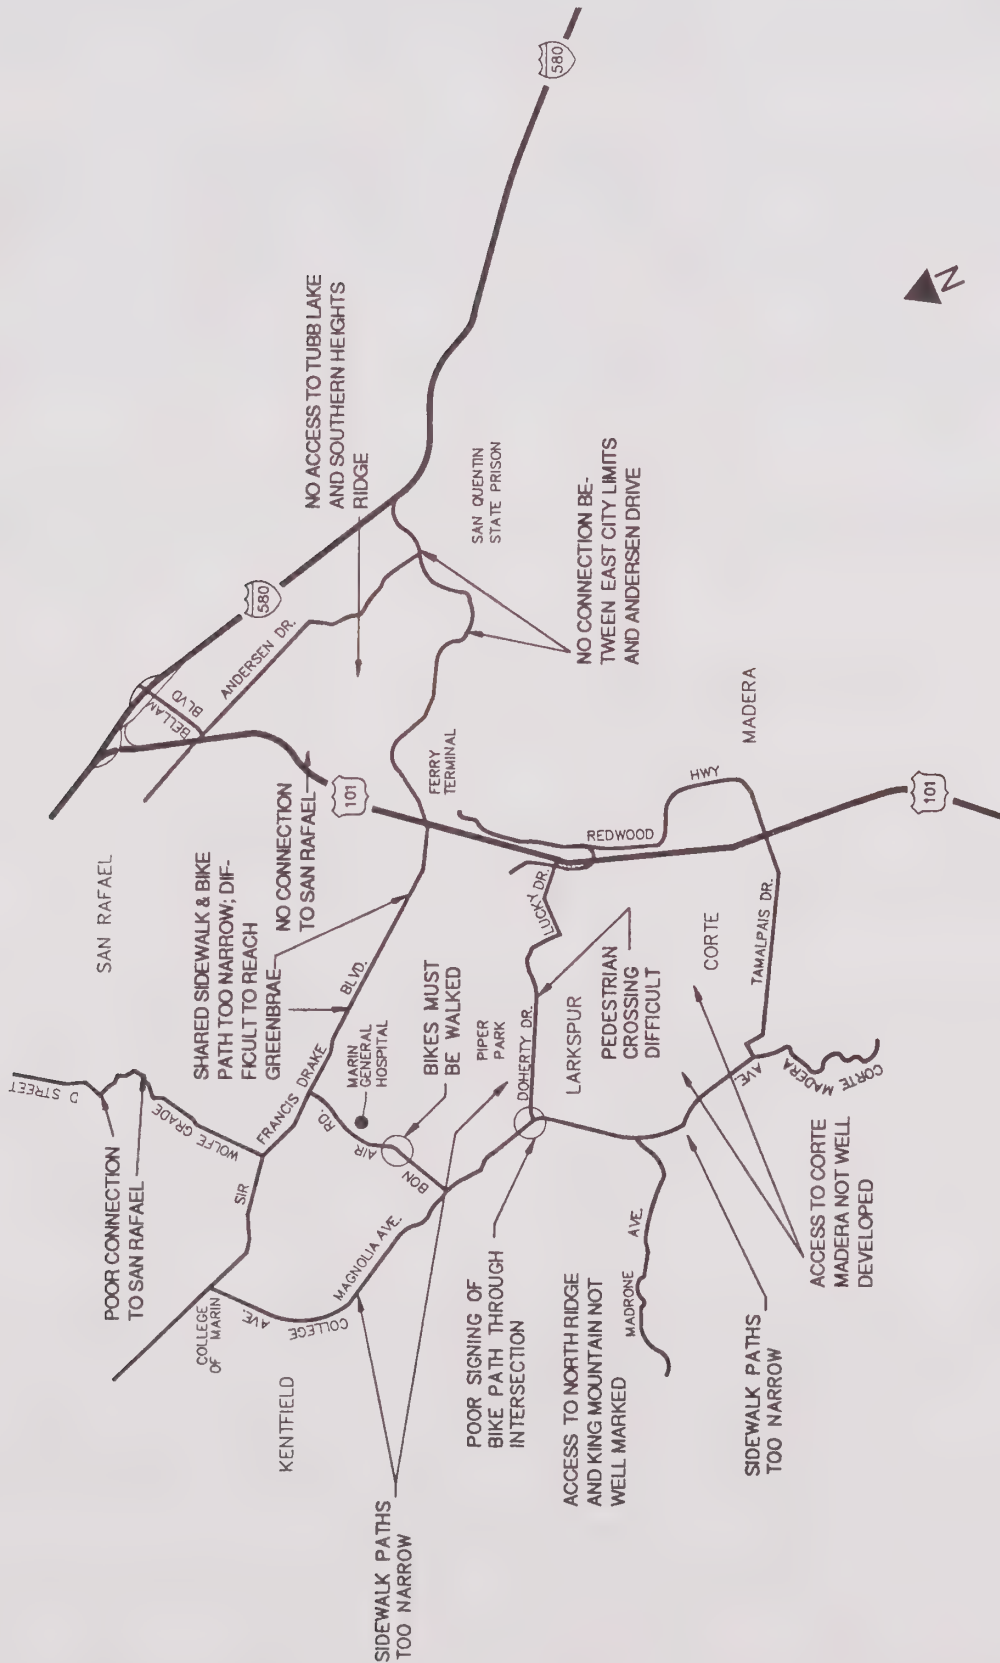 580
NO ACCESS TO TUBB LAKE
AND SOUTHERN HEIGHTS
RIDGE
N
SAN QUENTIN
STATE PRISON
580
ANDERSEN DR.
BELLAM
BLVD
NO CONNECTION BE-
TWEEN EAST CITY LIMITS
AND ANDERSEN DRIVE
MADERA
FERRY
TERMINAL
101
NO CONNECTION
TO SAN RAFAEL
HWY
REDWOOD
101
SAN RAFAEL
SHARED SIDEWALK & BIKE
PATH TOO NARROW; DIF-
FICULT TO REACH
GREENBRAE
BLVD.
LUCKY DR.
TAMALPAIS DR.
CORTE
BIKES MUST
BE WALKED
PIPER
PARK
DOHERTY DR.
LARKSPUR
PEDESTRIAN
CROSSING
DIFFICULT
MARIN
GENERAL
HOSPITAL
D STREET
WOLFE GRADE
FRANCIS DRAKE
SIR
RD.
AIR
BON
AVE.
CORTE MADERA
POOR CONNECTION
TO SAN RAFAEL
MAGNOLIA AVE.
COLLEGE
AVE.
COLLEGE
OF MARIN
KENTFIELD
POOR SIGNING OF
BIKE PATH THROUGH
INTERSECTION
AVE.
MADRONE
ACCESS TO CORTE
MADERA NOT WELL
DEVELOPED
ACCESS TO NORTH RIDGE
AND KING MOUNTAIN NOT
WELL MARKED
SIDEWALK PATHS
TOO NARROW
SIDEWALK PATHS
TOO NARROW